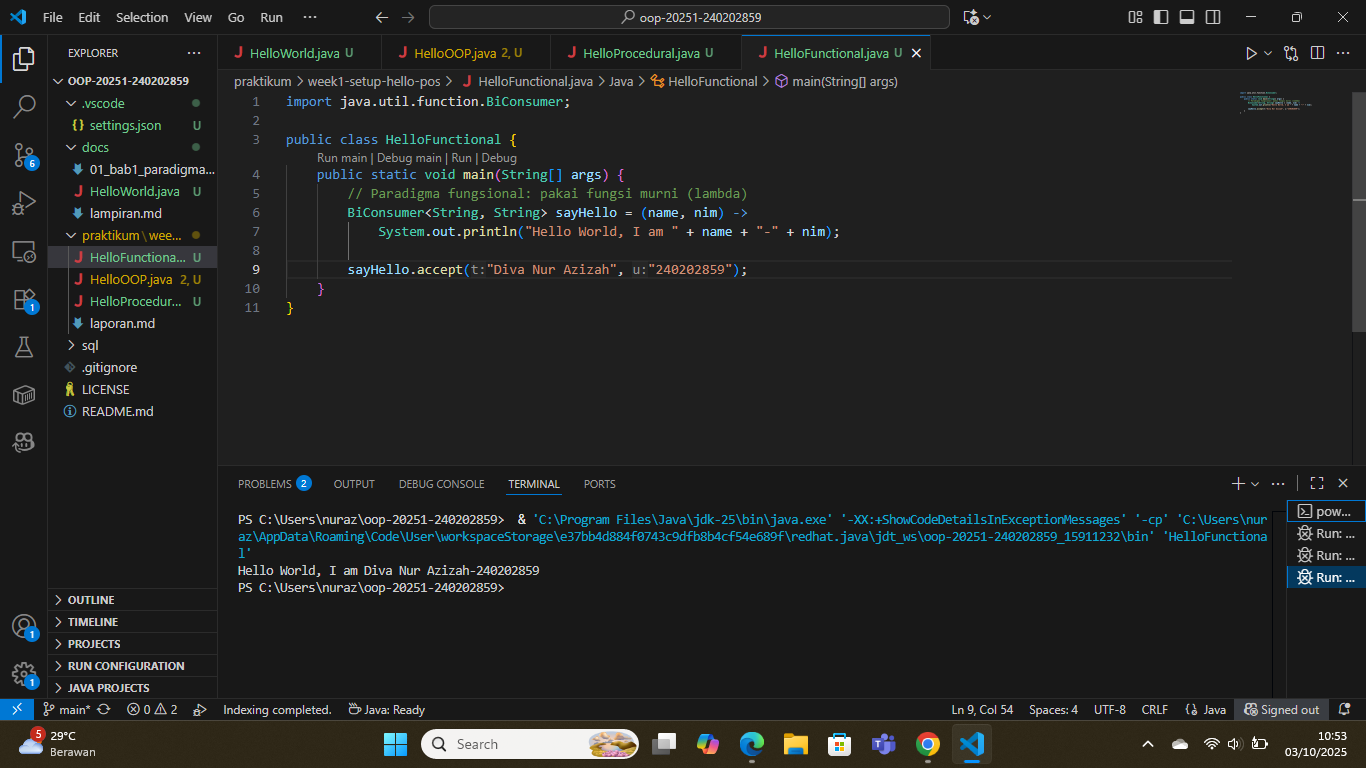 File Edit Selection View Go Run ··· oop-20251-240202859
EXPLORER ···
OOP-20251-240202859
.vscode
settings.json U
docs
01_bab1_paradigma...
HelloWorld.java U
lampiran.md
praktikum \ wee...
HelloFunctiona... U
HelloOOP.java 2, U
HelloProcedur... U
laporan.md
sql
.gitignore
LICENSE
README.md
OUTLINE
TIMELINE
PROJECTS
RUN CONFIGURATION
JAVA PROJECTS
6
1
1
1
HelloWorld.java U HelloOOP.java 2, U HelloProcedural.java U HelloFunctional.java U
praktikum > week1-setup-hello-pos > HelloFunctional.java > Java > HelloFunctional > main(String[] args)
1 import java.util.function.BiConsumer;
2
3 public class HelloFunctional {
Run main | Debug main | Run | Debug
4 public static void main(String[] args) {
5 // Paradigma fungsional: pakai fungsi murni (lambda)
6 BiConsumer<String, String> sayHello = (name, nim) ->
7 System.out.println("Hello World, I am " + name + "-" + nim);
8
9 sayHello.accept(t:"Diva Nur Azizah", u:"240202859");
10 }
11 }
PROBLEMS 2 OUTPUT DEBUG CONSOLE TERMINAL PORTS
PS C:\Users\nuraz\oop-20251-240202859> & 'C:\Program Files\Java\jdk-25\bin\java.exe' '-XX:+ShowCodeDetailsInExceptionMessages' '-cp' 'C:\Users\nur
az\AppData\Roaming\Code\User\workspaceStorage\e37bb4d884f0743c9dfb8b4cf54e689f\redhat.java\jdt_ws\oop-20251-240202859_15911232\bin' 'HelloFunctiona
l'
Hello World, I am Diva Nur Azizah-240202859
PS C:\Users\nuraz\oop-20251-240202859>
pow...
Run: ...
Run: ...
Run: ...
main* 0 2 Indexing completed. Java: Ready Ln 9, Col 54 Spaces: 4 UTF-8 CRLF {} Java Signed out
5 29°C
Berawan
Search
10:53
03/10/2025